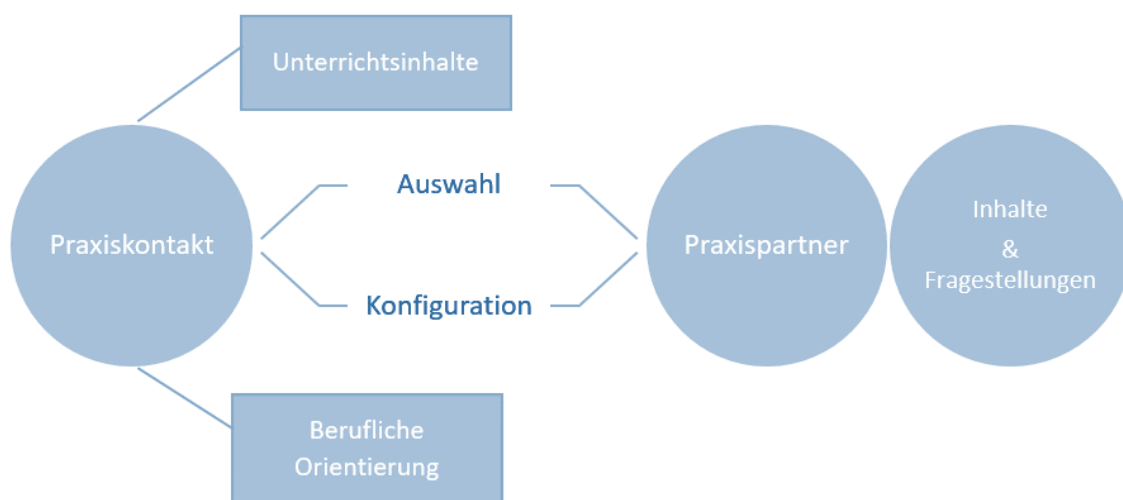 Unterrichtsinhalte
Praxiskontakt
Auswahl
Konfiguration
Praxispartner
Inhalte
&
Fragestellungen
Berufliche
Orientierung